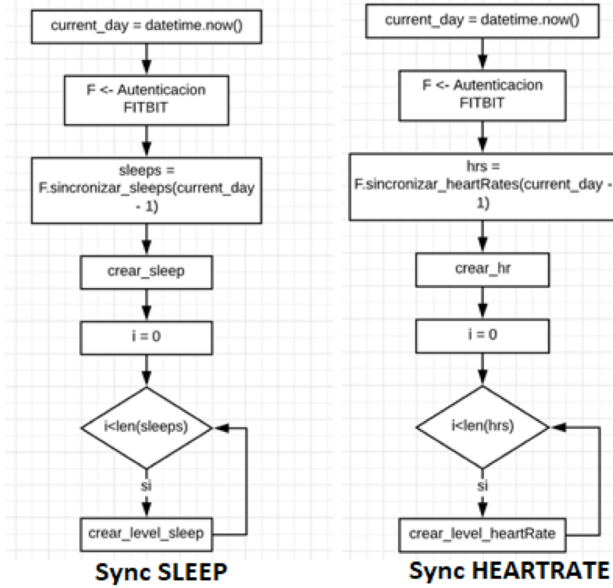 current_day = datetime.now()
F <- Autenticacion
FITBIT
sleeps =
F.sincronizar_sleeps(current_day
- 1)
crear_sleep
i = 0
i<len(sleeps)
si
crear_level_sleep
Sync SLEEP
current_day = datetime.now()
F <- Autenticacion
FITBIT
hrs =
F.sincronizar_heartRates(current_day -
1)
crear_hr
i = 0
i<len(hrs)
si
crear_level_heartRate
Sync HEARTRATE